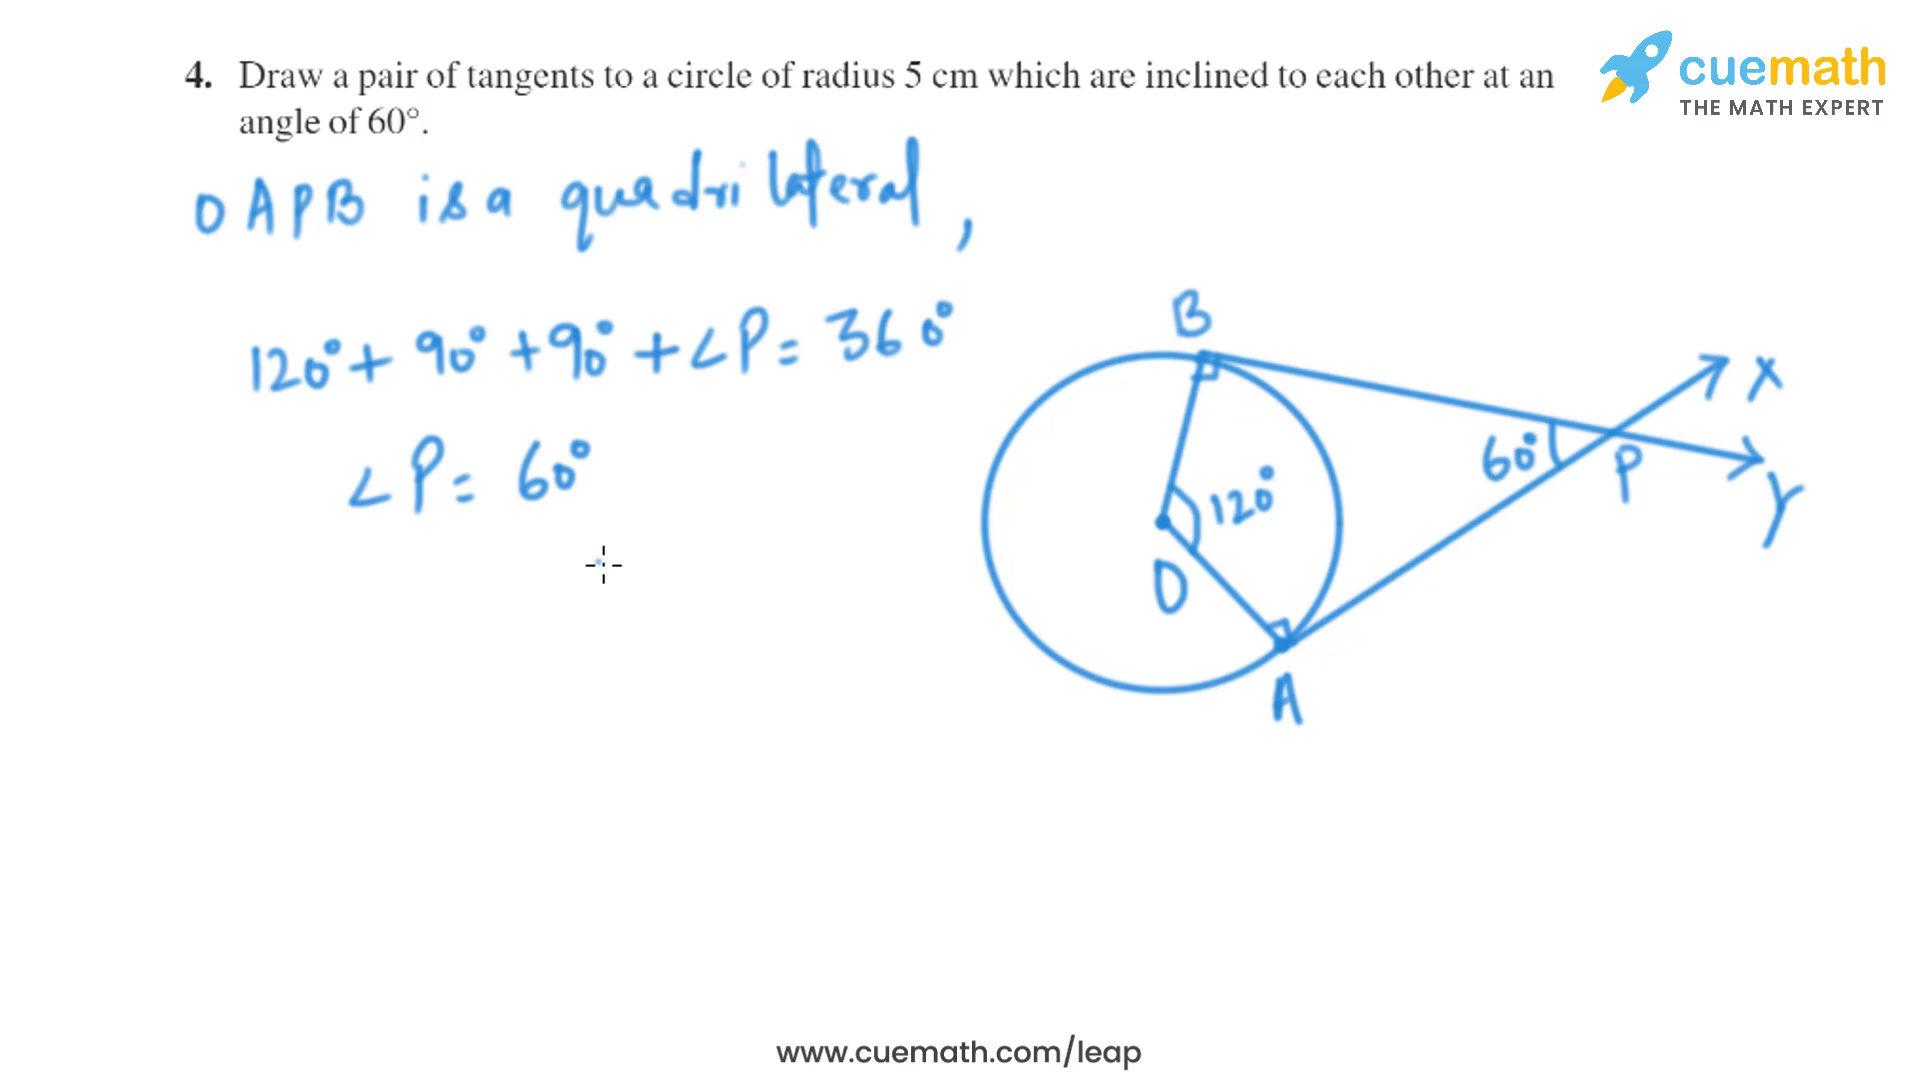 4. Draw a pair of tangents to a circle of radius 5 cm which are inclined to each other at an
angle of 60°.
cuemath
THE MATH EXPERT
OAPB is a quadrilateral,
120° + 90° + 90° + ∠P = 360°
∠P = 60°
B
X
60°
P
Y
120°
O
A
www.cuemath.com/leap